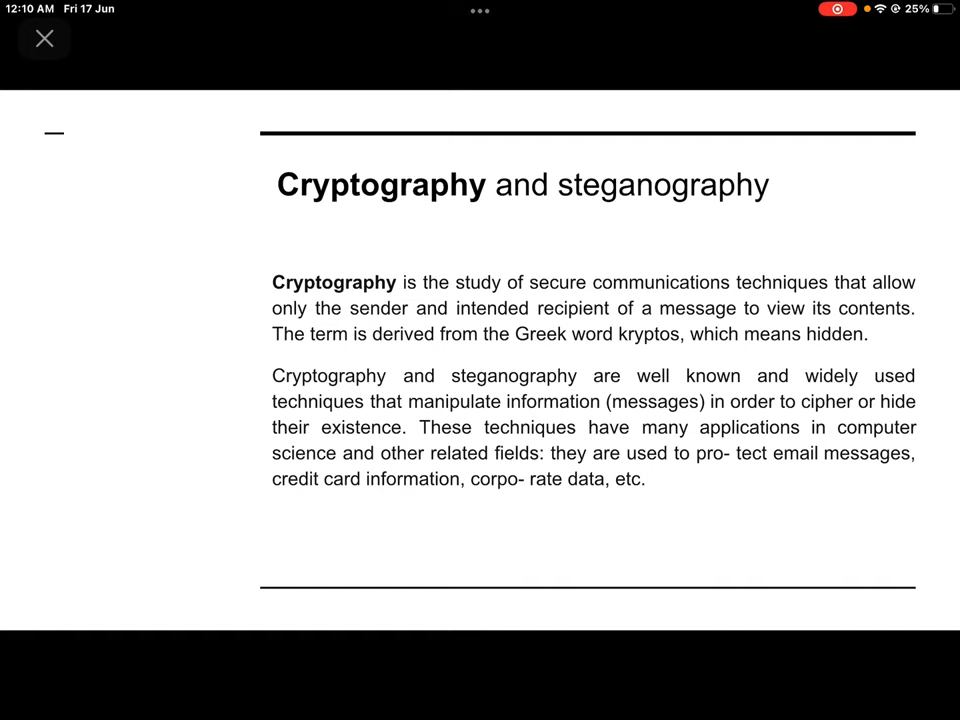 12:10 AM Fri 17 Jun
25%
Cryptography and steganography
Cryptography is the study of secure communications techniques that allow
only the sender and intended recipient of a message to view its contents.
The term is derived from the Greek word kryptos, which means hidden.
Cryptography and steganography are well known and widely used
techniques that manipulate information (messages) in order to cipher or hide
their existence. These techniques have many applications in computer
science and other related fields: they are used to pro- tect email messages,
credit card information, corpo- rate data, etc.